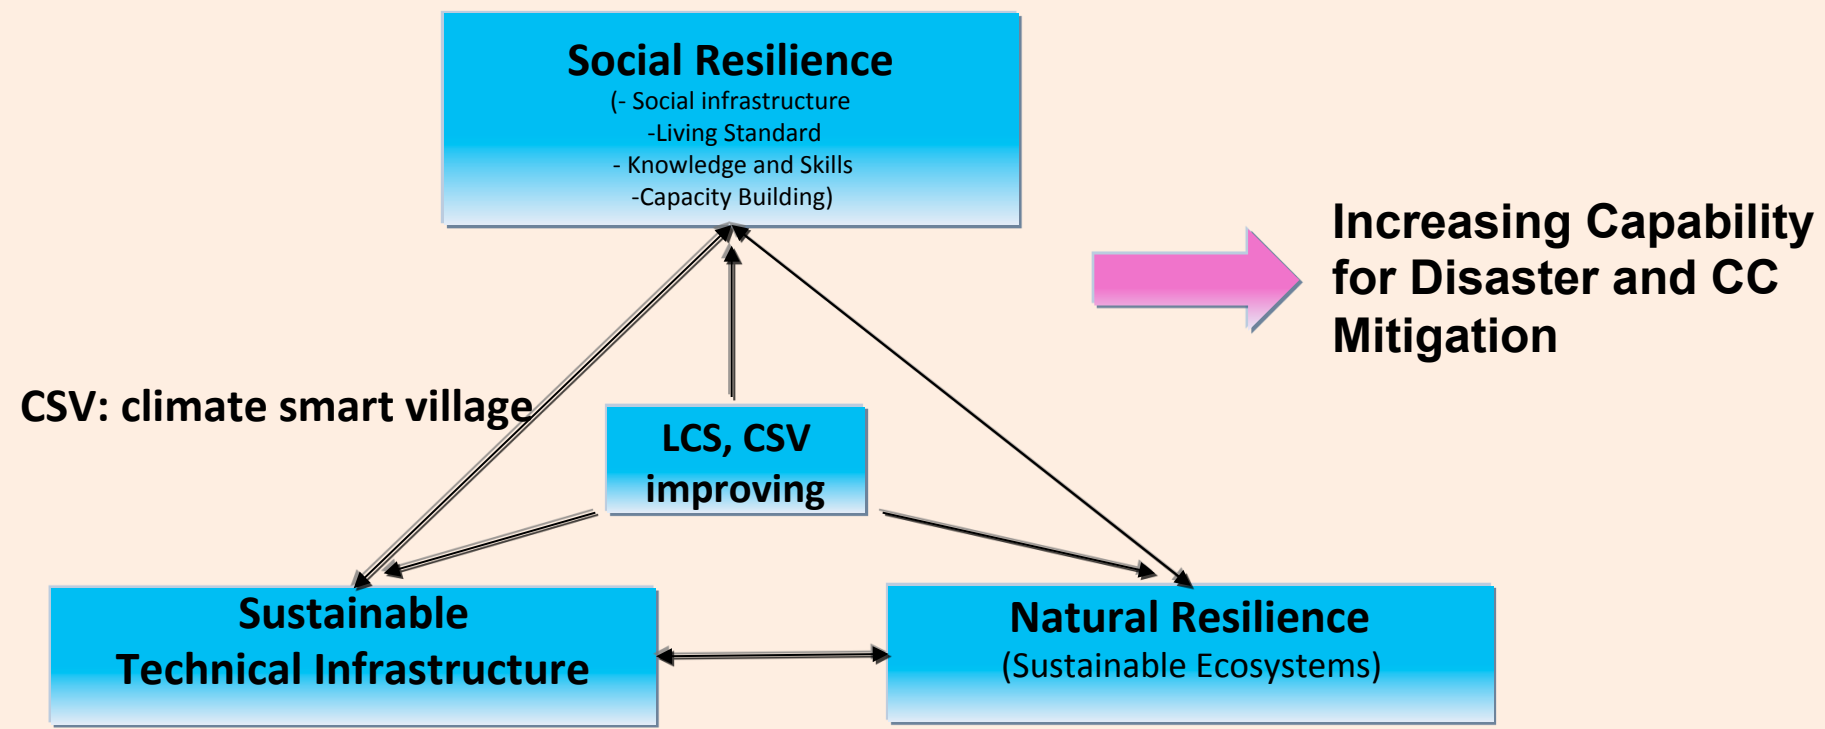 Social Resilience
(- Social infrastructure
-Living Standard
- Knowledge and Skills
-Capacity Building)
Increasing Capability
for Disaster and CC
Mitigation
CSV: climate smart village
LCS, CSV
improving
Sustainable
Technical Infrastructure
Natural Resilience
(Sustainable Ecosystems)